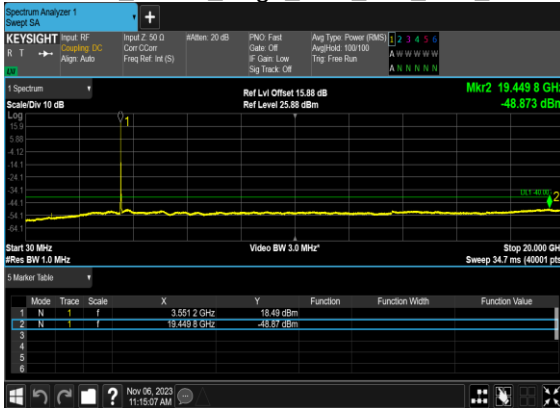 Spectrum Analyzer 1
Swept SA
+
KEYSIGHT Input: RF Input Z: 50 Ω #Atten: 20 dB PNO: Fast Avg Type: Power (RMS) 1 2 3 4 5 6
R T Coupling: DC Corr CCorr Gate: Off Avg|Hold: 100/100 A W W W W W
Align: Auto Freq Ref: Int (S) IF Gain: Low Trig: Free Run
Sig Track: Off A N N N N N
1 Spectrum Ref Lvl Offset 15.88 dB Mkr2 19.449 8 GHz
Scale/Div 10 dB Ref Level 25.88 dBm -48.873 dBm
Log
15.9
5.88
-4.12
-14.1
-24.1
-34.1
-44.1
-54.1
-64.1
1
2
Start 30 MHz Video BW 3.0 MHz* Stop 20.000 GHz
#Res BW 1.0 MHz Sweep 34.7 ms (40001 pts
5 Marker Table
Mode Trace Scale X Y Function Function Width Function Value
1 N 1 f 3.551 2 GHz 18.49 dBm
2 N 1 f 19.449 8 GHz -48.87 dBm
3
4
5
6
? Nov 06, 2023
11:15:07 AM